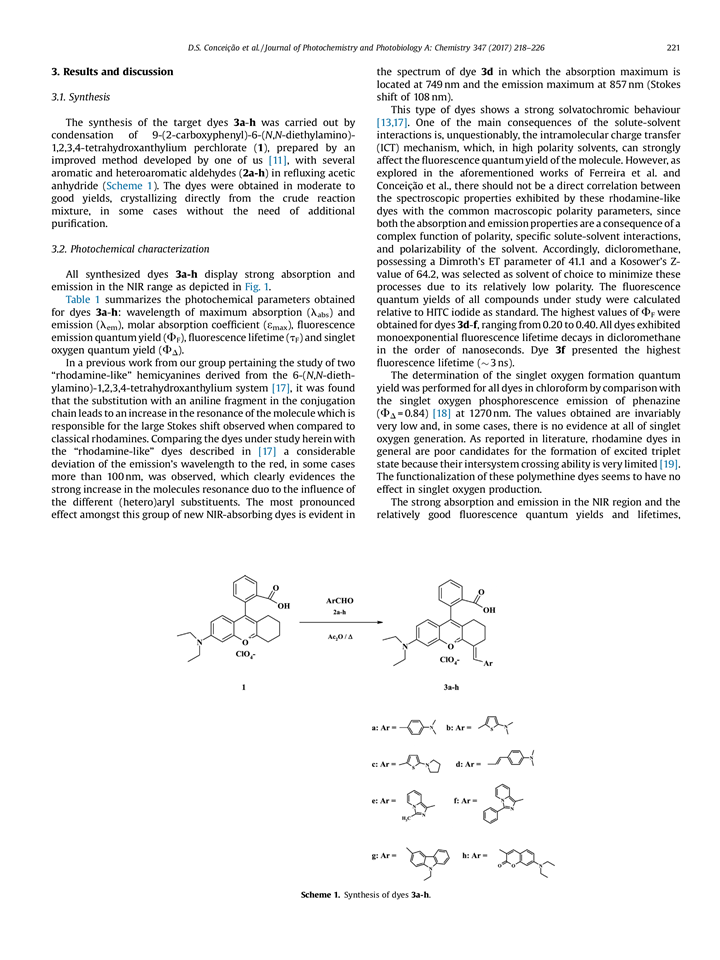 D.S. Conceição et al. / Journal of Photochemistry and Photobiology A: Chemistry 347 (2017) 218–226
221
3. Results and discussion
3.1. Synthesis
The synthesis of the target dyes 3a-h was carried out by
condensation of 9-(2-carboxyphenyl)-6-(N,N-diethylamino)-
1,2,3,4-tetrahydroxanthylium perchlorate (1), prepared by an
improved method developed by one of us [11], with several
aromatic and heteroaromatic aldehydes (2a-h) in refluxing acetic
anhydride (Scheme 1). The dyes were obtained in moderate to
good yields, crystallizing directly from the crude reaction
mixture, in some cases without the need of additional
purification.
3.2. Photochemical characterization
All synthesized dyes 3a-h display strong absorption and
emission in the NIR range as depicted in Fig. 1.
Table 1 summarizes the photochemical parameters obtained
for dyes 3a-h: wavelength of maximum absorption (λabs) and
emission (λem), molar absorption coefficient (εmax), fluorescence
emission quantum yield (ΦF), fluorescence lifetime (τF) and singlet
oxygen quantum yield (ΦΔ).
In a previous work from our group pertaining the study of two
“rhodamine-like” hemicyanines derived from the 6-(N,N-dieth-
ylamino)-1,2,3,4-tetrahydroxanthylium system [17], it was found
that the substitution with an aniline fragment in the conjugation
chain leads to an increase in the resonance of the molecule which is
responsible for the large Stokes shift observed when compared to
classical rhodamines. Comparing the dyes under study herein with
the “rhodamine-like” dyes described in [17] a considerable
deviation of the emission’s wavelength to the red, in some cases
more than 100 nm, was observed, which clearly evidences the
strong increase in the molecules resonance duo to the influence of
the different (hetero)aryl substituents. The most pronounced
effect amongst this group of new NIR-absorbing dyes is evident in
the spectrum of dye 3d in which the absorption maximum is
located at 749 nm and the emission maximum at 857 nm (Stokes
shift of 108 nm).
This type of dyes shows a strong solvatochromic behaviour
[13,17]. One of the main consequences of the solute-solvent
interactions is, unquestionably, the intramolecular charge transfer
(ICT) mechanism, which, in high polarity solvents, can strongly
affect the fluorescence quantum yield of the molecule. However, as
explored in the aforementioned works of Ferreira et al. and
Conceição et al., there should not be a direct correlation between
the spectroscopic properties exhibited by these rhodamine-like
dyes with the common macroscopic polarity parameters, since
both the absorption and emission properties are a consequence of a
complex function of polarity, specific solute-solvent interactions,
and polarizability of the solvent. Accordingly, dicloromethane,
possessing a Dimroth’s ET parameter of 41.1 and a Kosower’s Z-
value of 64.2, was selected as solvent of choice to minimize these
processes due to its relatively low polarity. The fluorescence
quantum yields of all compounds under study were calculated
relative to HITC iodide as standard. The highest values of ΦF were
obtained for dyes 3d-f, ranging from 0.20 to 0.40. All dyes exhibited
monoexponential fluorescence lifetime decays in dicloromethane
in the order of nanoseconds. Dye 3f presented the highest
fluorescence lifetime (∼3 ns).
The determination of the singlet oxygen formation quantum
yield was performed for all dyes in chloroform by comparison with
the singlet oxygen phosphorescence emission of phenazine
(ΦΔ = 0.84) [18] at 1270 nm. The values obtained are invariably
very low and, in some cases, there is no evidence at all of singlet
oxygen generation. As reported in literature, rhodamine dyes in
general are poor candidates for the formation of excited triplet
state because their intersystem crossing ability is very limited [19].
The functionalization of these polymethine dyes seems to have no
effect in singlet oxygen production.
The strong absorption and emission in the NIR region and the
relatively good fluorescence quantum yields and lifetimes,
O
OH
N
O
ClO4-
1
ArCHO
2a-h
Ac2O / Δ
O
OH
N
O
ClO4-
Ar
3a-h
a: Ar =
N
b: Ar =
S
N
c: Ar =
S
N
d: Ar =
N
e: Ar =
N
N
H3C
f: Ar =
N
N
g: Ar =
N
h: Ar =
O
O
N
Scheme 1. Synthesis of dyes 3a-h.